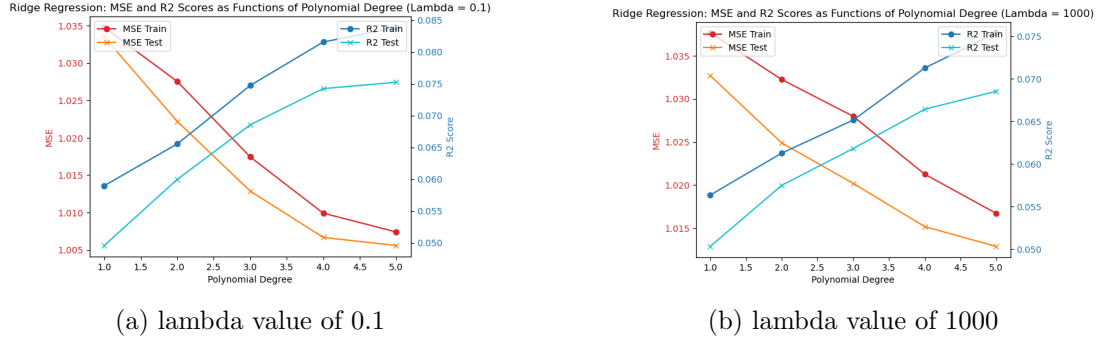 Ridge Regression: MSE and R2 Scores as Functions of Polynomial Degree (Lambda = 0.1)
MSE Train
MSE Test
R2 Train
R2 Test
1.035
1.030
1.025
1.020
1.015
1.010
1.005
MSE
0.085
0.080
0.075
0.070
0.065
0.060
0.055
0.050
R2 Score
1.0 1.5 2.0 2.5 3.0 3.5 4.0 4.5 5.0
Polynomial Degree
(a) lambda value of 0.1
Ridge Regression: MSE and R2 Scores as Functions of Polynomial Degree (Lambda = 1000)
MSE Train
MSE Test
R2 Train
R2 Test
1.035
1.030
1.025
1.020
1.015
MSE
0.075
0.070
0.065
0.060
0.055
0.050
R2 Score
1.0 1.5 2.0 2.5 3.0 3.5 4.0 4.5 5.0
Polynomial Degree
(b) lambda value of 1000